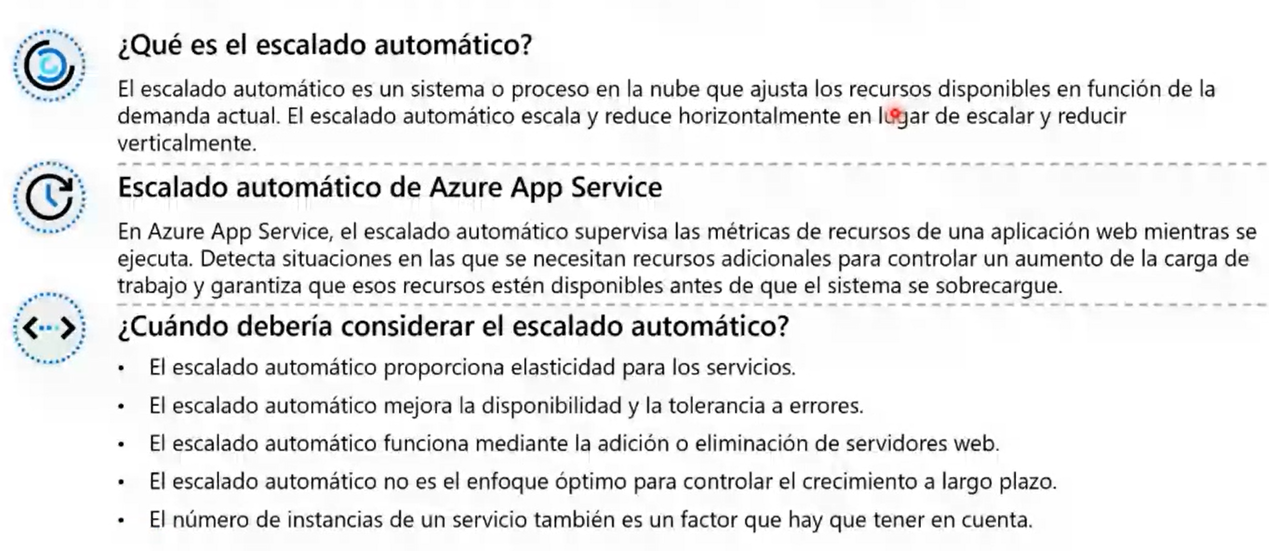 ¿Qué es el escalado automático?
El escalado automático es un sistema o proceso en la nube que ajusta los recursos disponibles en función de la
demanda actual. El escalado automático escala y reduce horizontalmente en lugar de escalar y reducir
verticalmente.
Escalado automático de Azure App Service
En Azure App Service, el escalado automático supervisa las métricas de recursos de una aplicación web mientras se
ejecuta. Detecta situaciones en las que se necesitan recursos adicionales para controlar un aumento de la carga de
trabajo y garantiza que esos recursos estén disponibles antes de que el sistema se sobrecargue.
¿Cuándo debería considerar el escalado automático?
• El escalado automático proporciona elasticidad para los servicios.
• El escalado automático mejora la disponibilidad y la tolerancia a errores.
• El escalado automático funciona mediante la adición o eliminación de servidores web.
• El escalado automático no es el enfoque óptimo para controlar el crecimiento a largo plazo.
• El número de instancias de un servicio también es un factor que hay que tener en cuenta.